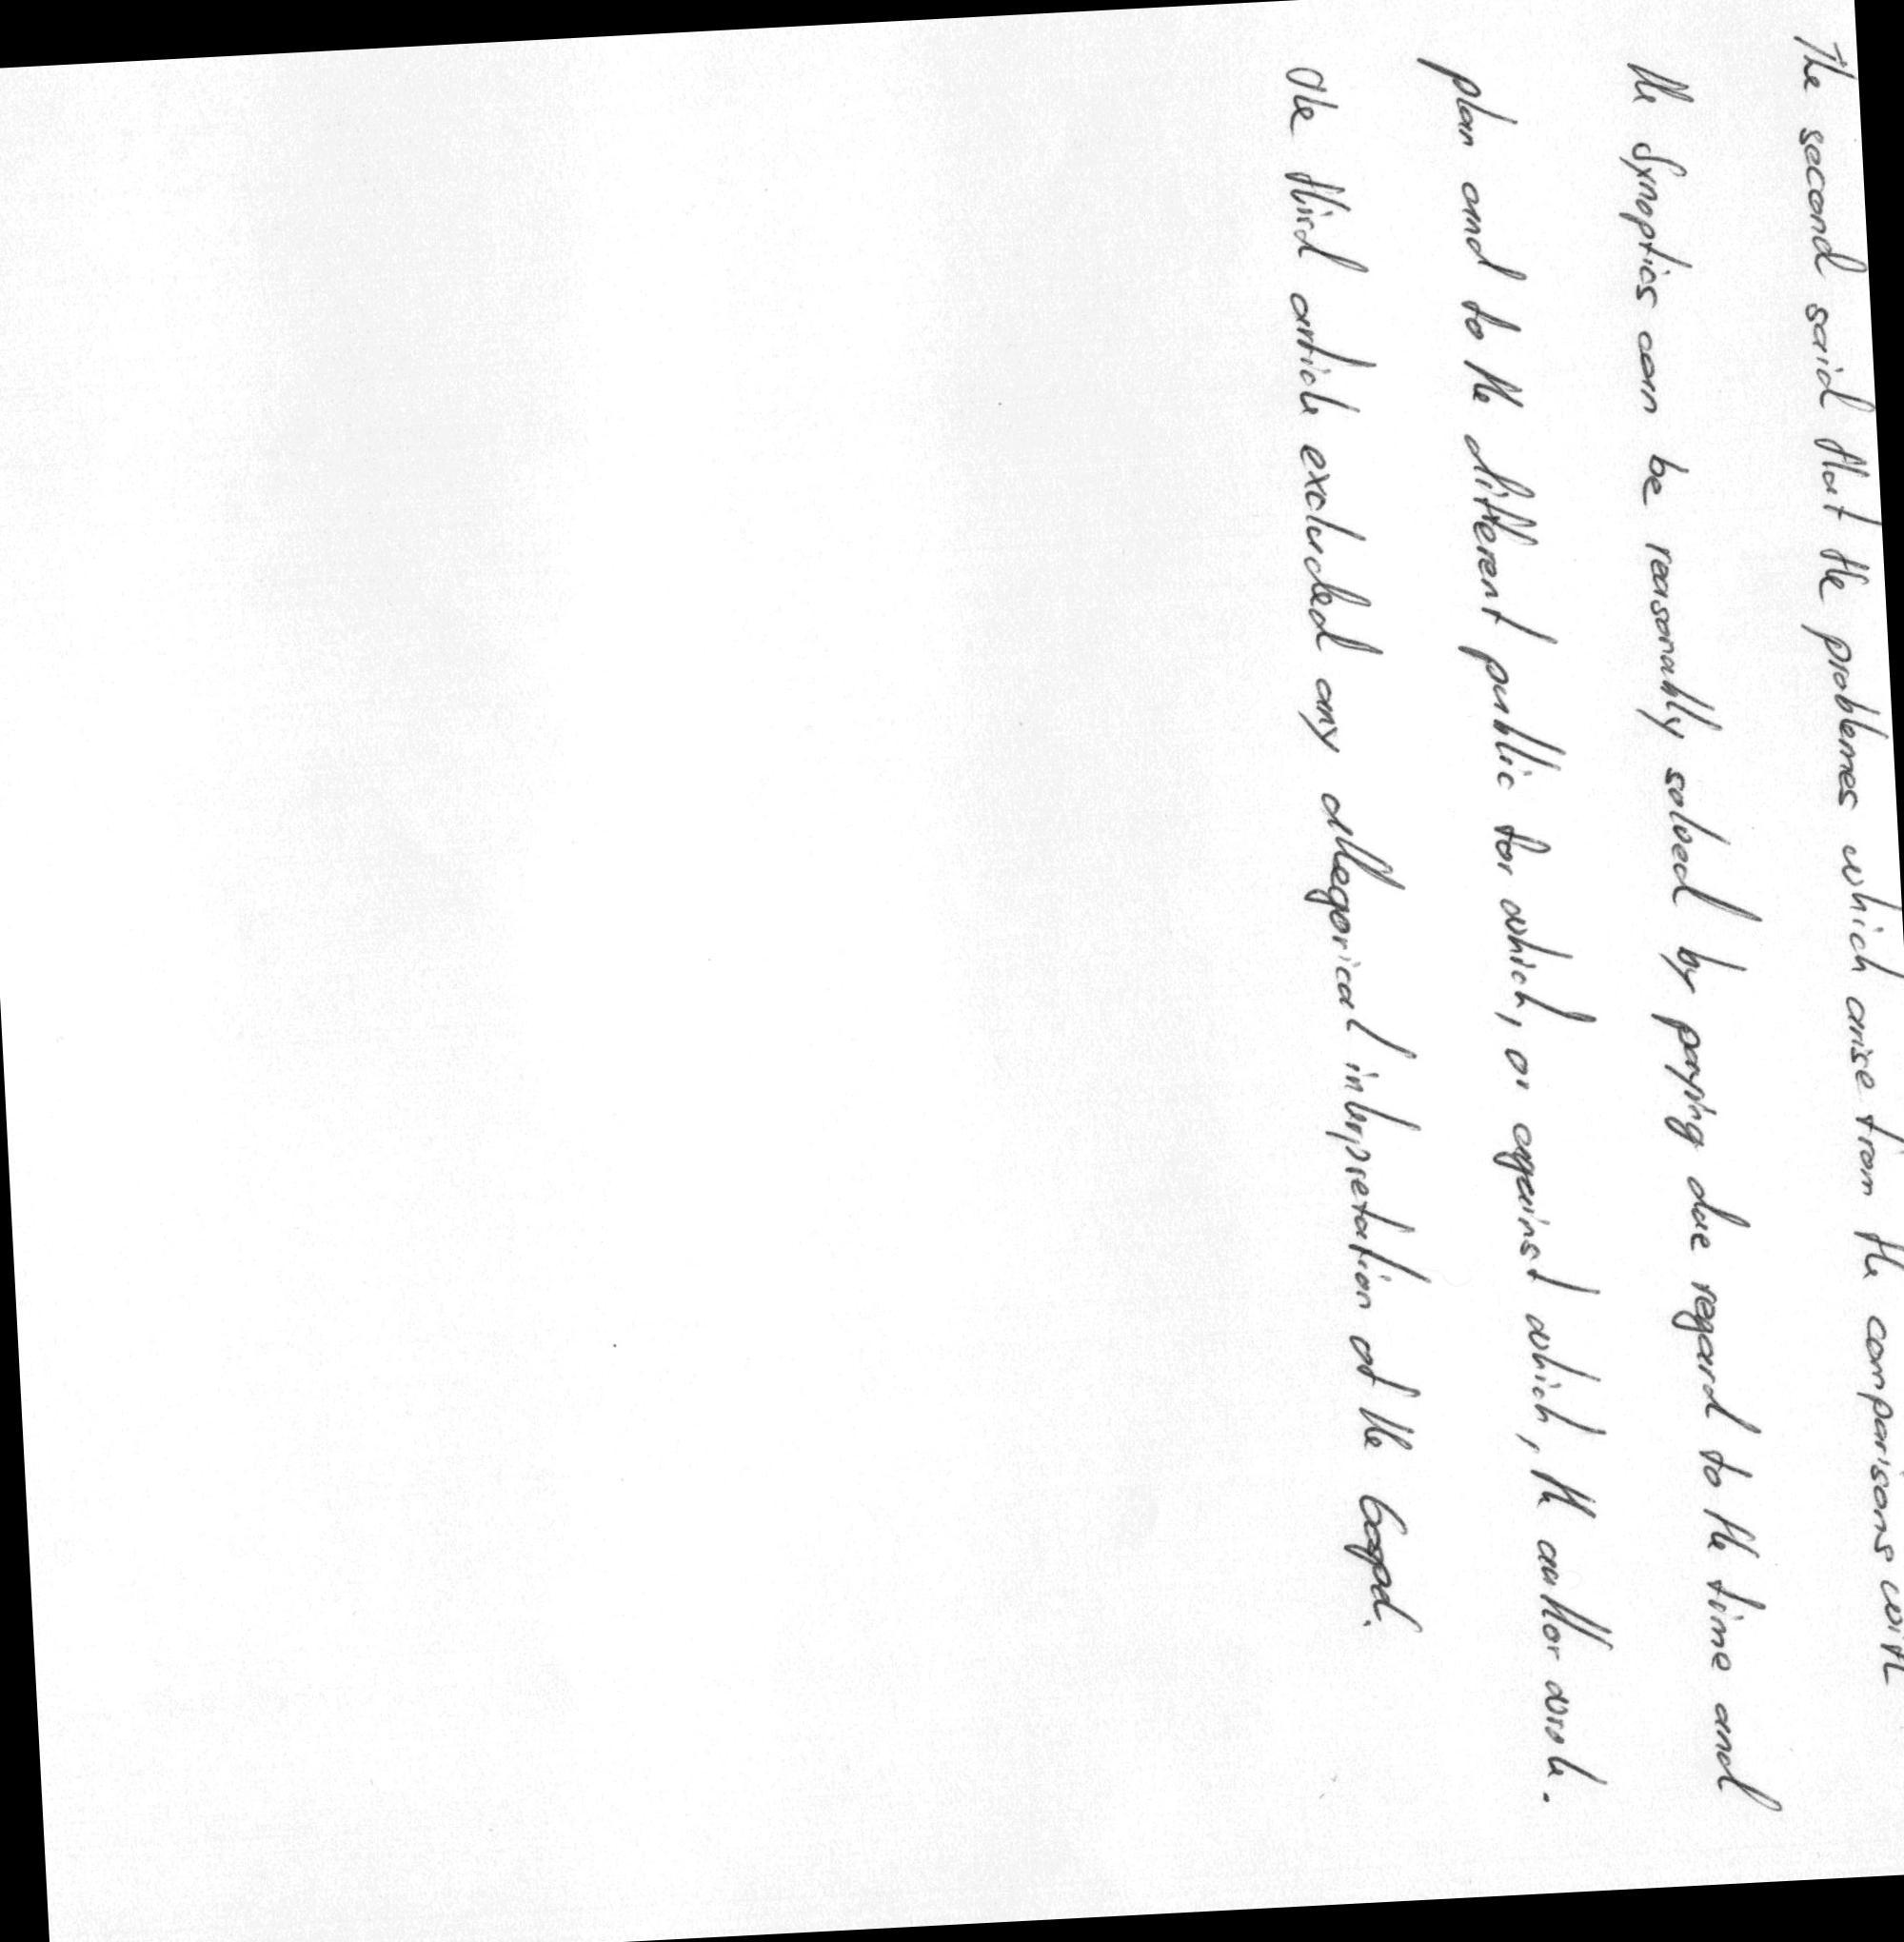 The second said that the problemes which arise from the comparisons with
the Synoptics can be reasonably solved by paying due regard to the time and
plan and to the different public for which, or against which, the author wrote.
The third article excluded any allegorical interpretation of the Gospel.